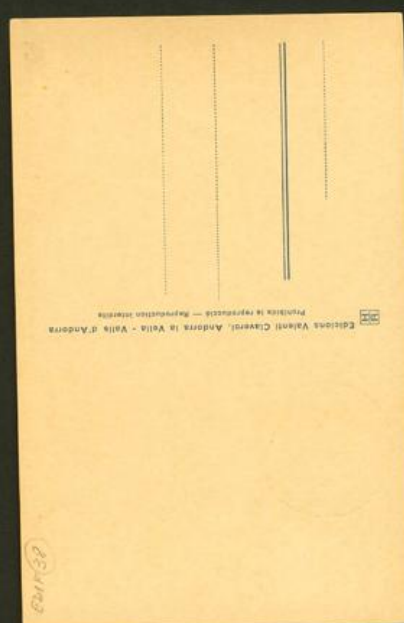 Edicions Valentí Claverol, Andorra la Vella - Valls d'Andorra
Prohibida la reproducció — Reproduction interdite